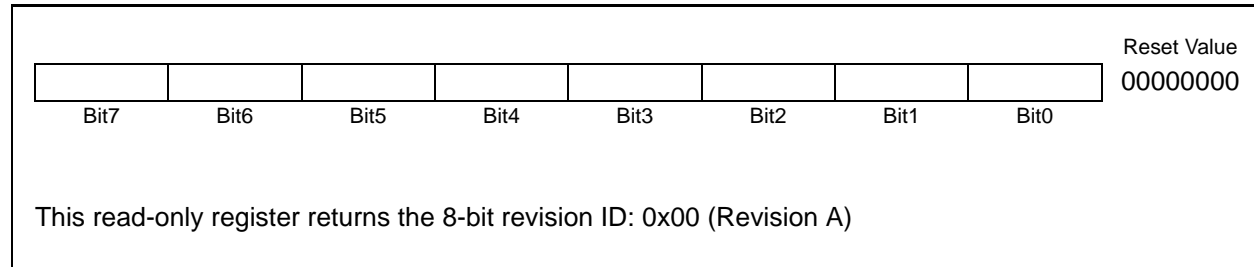 Reset Value
00000000
Bit7 Bit6 Bit5 Bit4 Bit3 Bit2 Bit1 Bit0
This read-only register returns the 8-bit revision ID: 0x00 (Revision A)